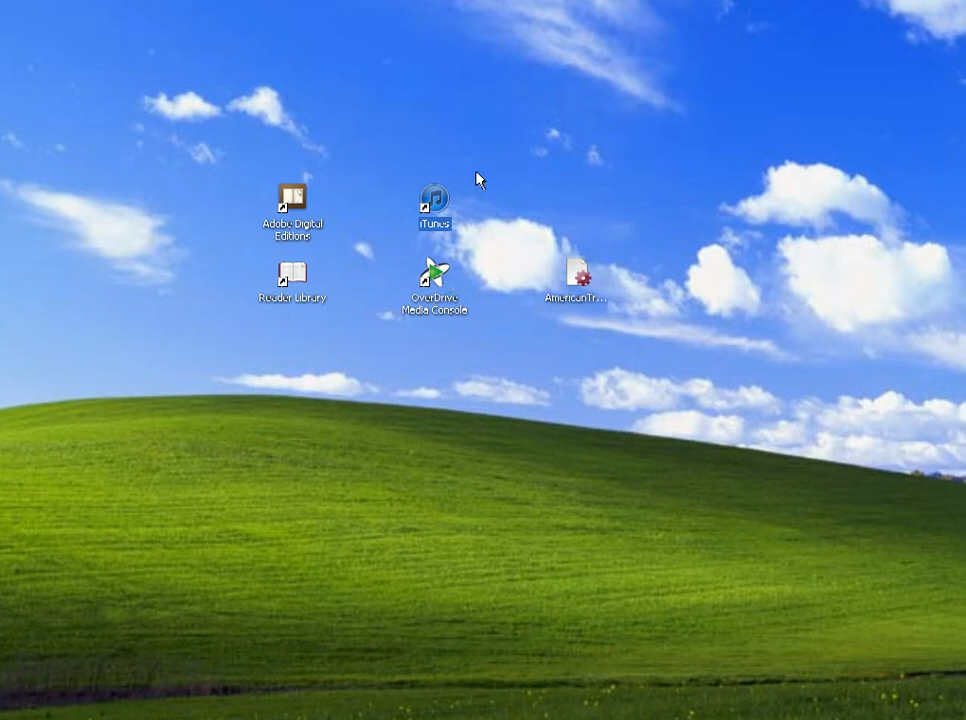 Adobe Digital
Editions
iTunes
Reader Library
OverDrive
Media Console
AmericanTr...